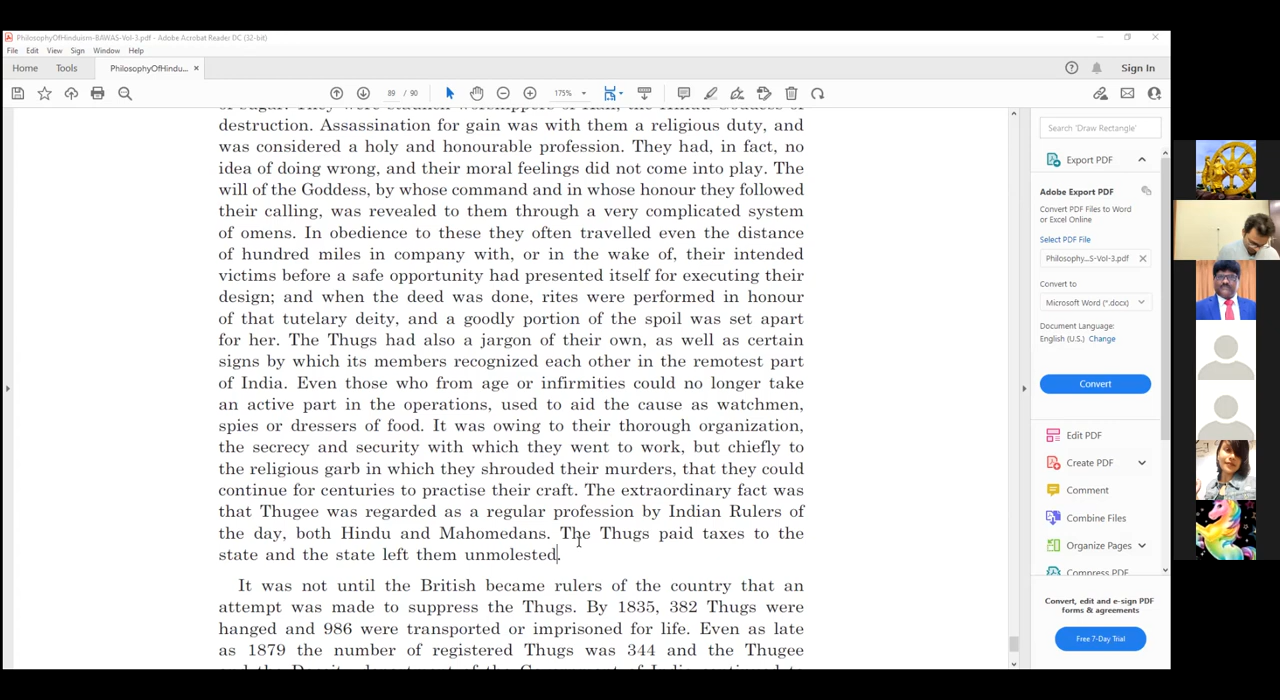 PhilosophyOfHinduism-BAWAS-Vol-3.pdf - Adobe Acrobat Reader DC (32-bit)
File Edit View Sign Window Help
Home Tools PhilosophyOfHindu... × Sign In
89 / 90 175%
destruction. Assassination for gain was with them a religious duty, and
was considered a holy and honourable profession. They had, in fact, no
idea of doing wrong, and their moral feelings did not come into play. The
will of the Goddess, by whose command and in whose honour they followed
their calling, was revealed to them through a very complicated system
of omens. In obedience to these they often travelled even the distance
of hundred miles in company with, or in the wake of, their intended
victims before a safe opportunity had presented itself for executing their
design; and when the deed was done, rites were performed in honour
of that tutelary deity, and a goodly portion of the spoil was set apart
for her. The Thugs had also a jargon of their own, as well as certain
signs by which its members recognized each other in the remotest part
of India. Even those who from age or infirmities could no longer take
an active part in the operations, used to aid the cause as watchmen,
spies or dressers of food. It was owing to their thorough organization,
the secrecy and security with which they went to work, but chiefly to
the religious garb in which they shrouded their murders, that they could
continue for centuries to practise their craft. The extraordinary fact was
that Thugee was regarded as a regular profession by Indian Rulers of
the day, both Hindu and Mahomedans. The Thugs paid taxes to the
state and the state left them unmolested.
It was not until the British became rulers of the country that an
attempt was made to suppress the Thugs. By 1835, 382 Thugs were
hanged and 986 were transported or imprisoned for life. Even as late
as 1879 the number of registered Thugs was 344 and the Thugee
Search 'Draw Rectangle'
Export PDF
Adobe Export PDF
Convert PDF Files to Word
or Excel Online
Select PDF File
Philosophy...S-Vol-3.pdf ×
Convert to
Microsoft Word (*.docx)
Document Language:
English (U.S.) Change
Convert
Edit PDF
Create PDF
Comment
Combine Files
Organize Pages
Compress PDF
Convert, edit and e-sign PDF
forms & agreements
Free 7-Day Trial